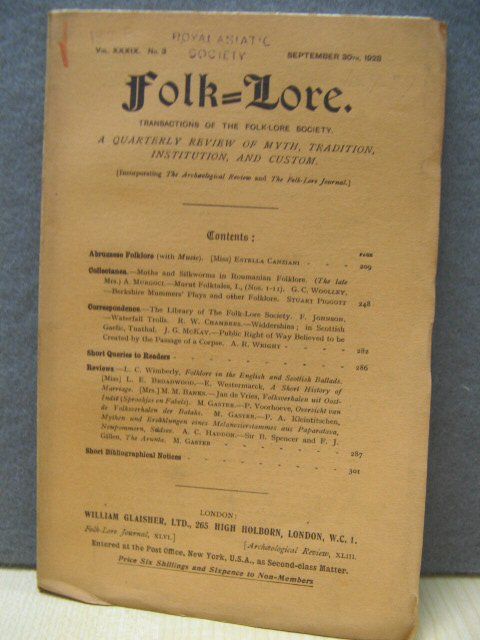 ROYAL ASIATIC
SOCIETY
VOL. XXXIX. No. 3 SEPTEMBER 30TH, 1928
Folk=Lore.
TRANSACTIONS OF THE FOLK-LORE SOCIETY.
A QUARTERLY REVIEW OF MYTH, TRADITION,
INSTITUTION, AND CUSTOM.
[Incorporating The Archæological Review and The Folk-Lore Journal.]
Contents:
PAGE
Abruzzese Folklore (with Music). [Miss] ESTELLA CANZIANI - - - 209
Collectanea.—Moths and Silkworms in Roumanian Folklore. (The late
Mrs.) A. MURGOCI.—Marut Folktales, I., (Nos. 1-11). G. C. WOOLLEY,
—Berkshire Mummers' Plays and other Folklore. STUART PIGGOTT 248
Correspondence.—The Library of The Folk-Lore Society. F. JOHNSON,
—Waterfall Trolls. R. W. CHAMBERS.—Widdershins; in Scottish
Gaelic, Tuathal. J. G. MCKAY.—Public Right of Way Believed to be
Created by the Passage of a Corpse. A. R. WRIGHT - - - 282
Short Queries to Readers - - - - - - - - 286
Reviews.—L. C. Wimberly, Folklore in the English and Scottish Ballads.
[Miss] L. E. BROADWOOD.—E. Westermarck, A Short History of
Marriage. [Mrs.] M. M. BANKS.—Jan de Vries, Volksverhalen uit Oost-
Indië (Sprookjes en Fabels). M. GASTER.—P. Voorhoeve, Overzicht van
de Volksverhalen der Bataks. M. GASTER.—P. A. Kleintitschen,
Mythen und Erzählungen eines Melanesierstammes aus Paparatava,
Neupommern, Südsee. A. C. HADDON.—Sir B. Spencer and F. J.
Gillen, The Arunta. M. GASTER - - - - - - 287
Short Bibliographical Notices - - - - - - - 301
LONDON:
WILLIAM GLAISHER, LTD., 265 HIGH HOLBORN, LONDON, W.C. 1.
Folk-Lore Journal, XLVI.] [Archæological Review, XLIII.
Entered at the Post Office, New York, U.S.A., as Second-class Matter.
Price Six Shillings and Sixpence to Non-Members